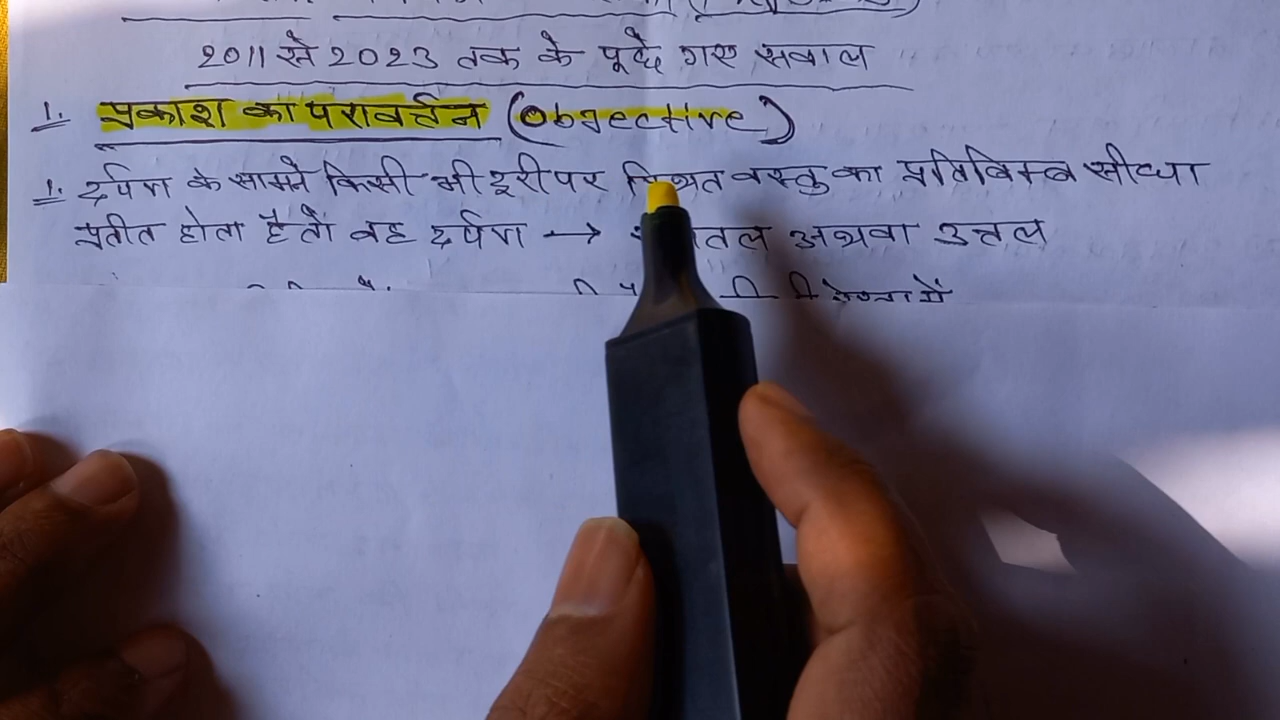 2011 से 2023 तक के पूछे गए सवाल
1. प्रकाश का परावर्तन (Objective)
1. दर्पण के सामने किसी भी दूरी पर स्थित वस्तु का प्रतिबिम्ब सीधा
प्रतीत होता है तो वह दर्पण → समतल अथवा उत्तल